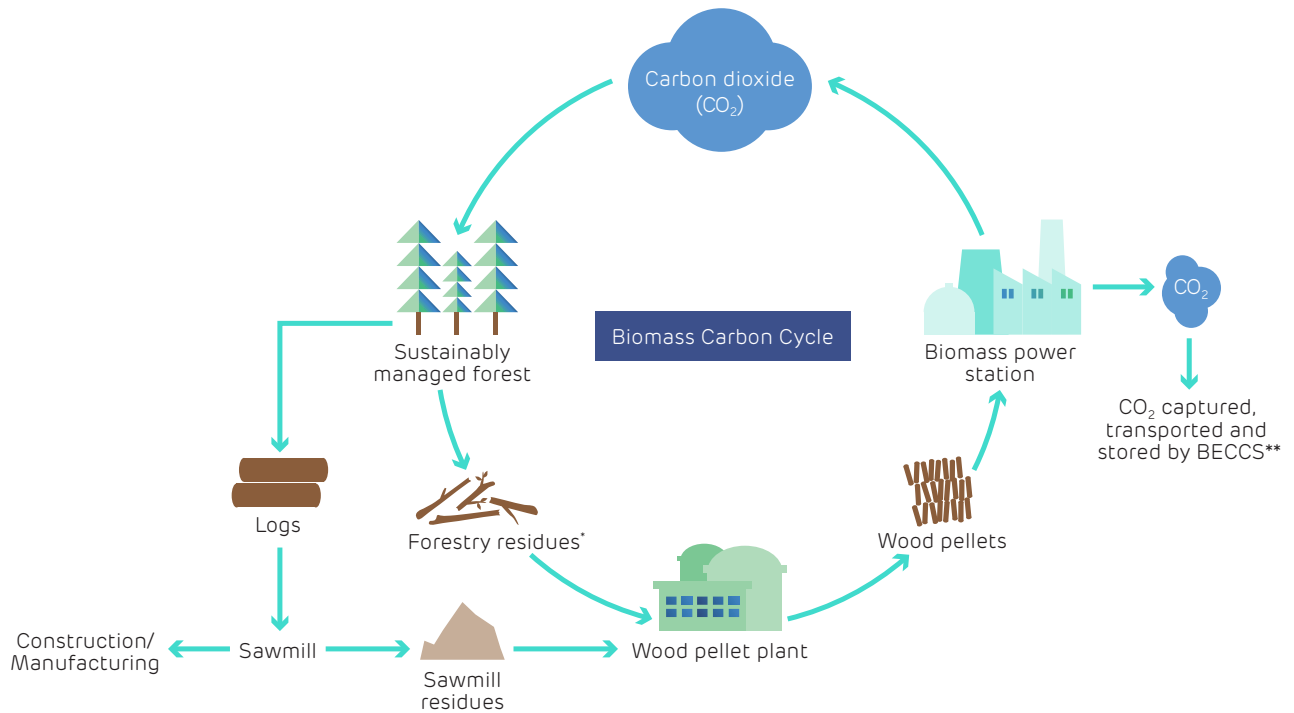 Carbon dioxide
(CO₂)
Biomass Carbon Cycle
CO₂
Sustainably
managed forest
Biomass power
station
CO₂ captured,
transported and
stored by BECCS**
Logs
Forestry residues*
Wood pellets
Construction/
Manufacturing
Sawmill
Sawmill
residues
Wood pellet plant